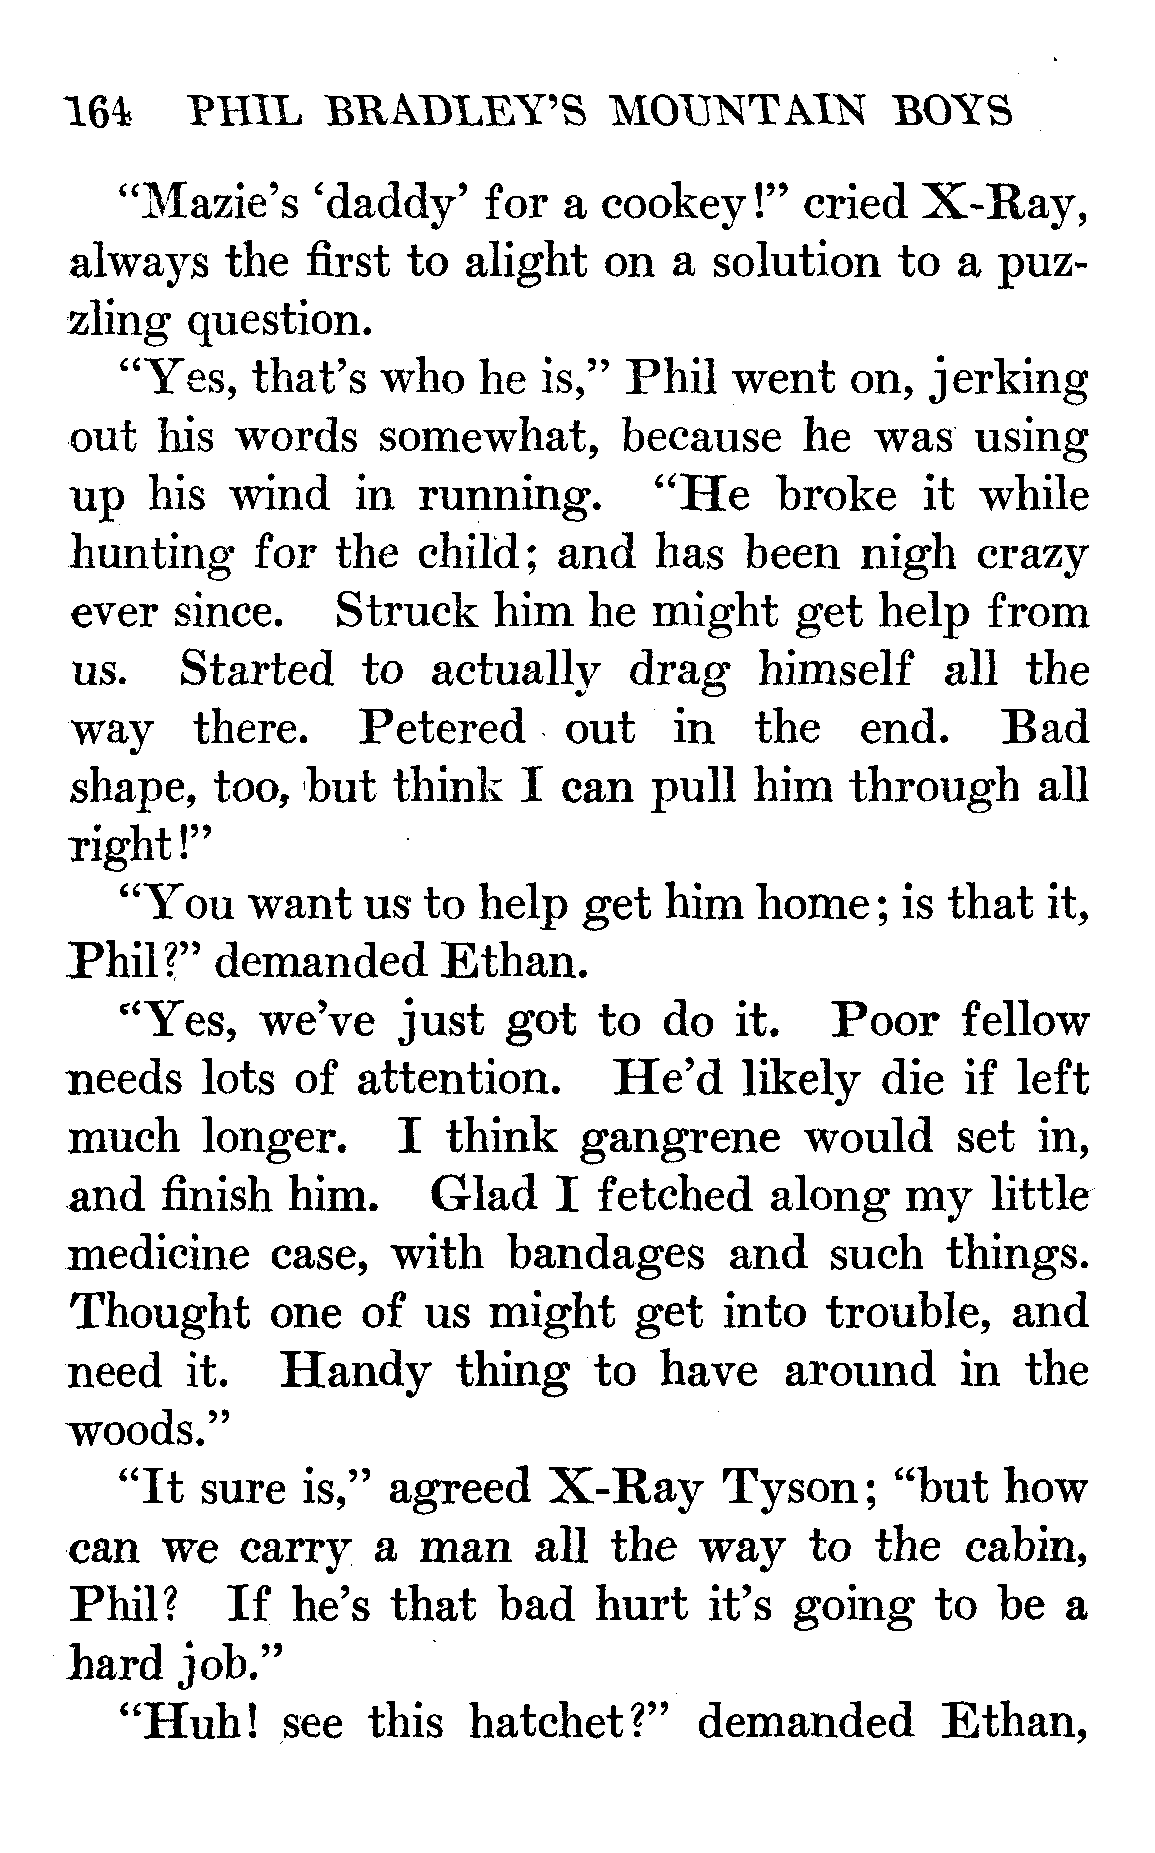 164 PHIL BRADLEY'S MOUNTAIN BOYS
“Mazie's ‘daddy’ for a cookey!” cried X-Ray,
always the first to alight on a solution to a puz-
zling question.
“Yes, that's who he is,” Phil went on, jerking
out his words somewhat, because he was using
up his wind in running. “He broke it while
hunting for the child; and has been nigh crazy
ever since. Struck him he might get help from
us. Started to actually drag himself all the
way there. Petered out in the end. Bad
shape, too, but think I can pull him through all
right!”
“You want us to help get him home; is that it,
Phil?” demanded Ethan.
“Yes, we've just got to do it. Poor fellow
needs lots of attention. He'd likely die if left
much longer. I think gangrene would set in,
and finish him. Glad I fetched along my little
medicine case, with bandages and such things.
Thought one of us might get into trouble, and
need it. Handy thing to have around in the
woods.”
“It sure is,” agreed X-Ray Tyson; “but how
can we carry a man all the way to the cabin,
Phil? If he's that bad hurt it's going to be a
hard job.”
“Huh! see this hatchet?” demanded Ethan,